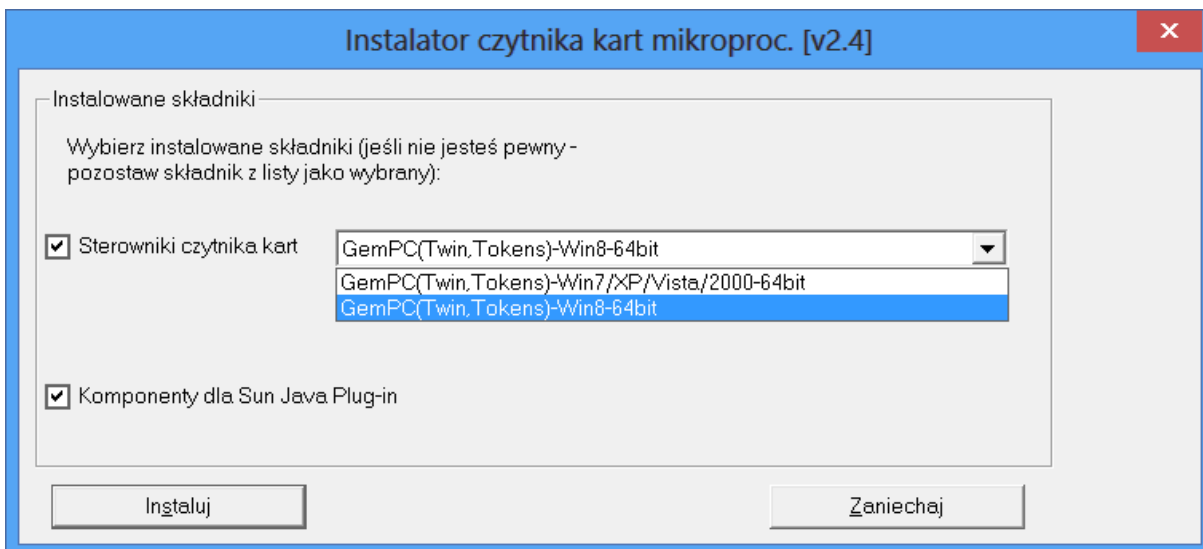 Instalator czytnika kart mikroproc. [v2.4]
Instalowane składniki
Wybierz instalowane składniki (jeśli nie jesteś pewny -
pozostaw składnik z listy jako wybrany):
Sterowniki czytnika kart
GemPC(Twin,Tokens)-Win8-64bit
GemPC(Twin,Tokens)-Win7/XP/Vista/2000-64bit
GemPC(Twin,Tokens)-Win8-64bit
Komponenty dla Sun Java Plug-in
Instaluj
Zaniechaj